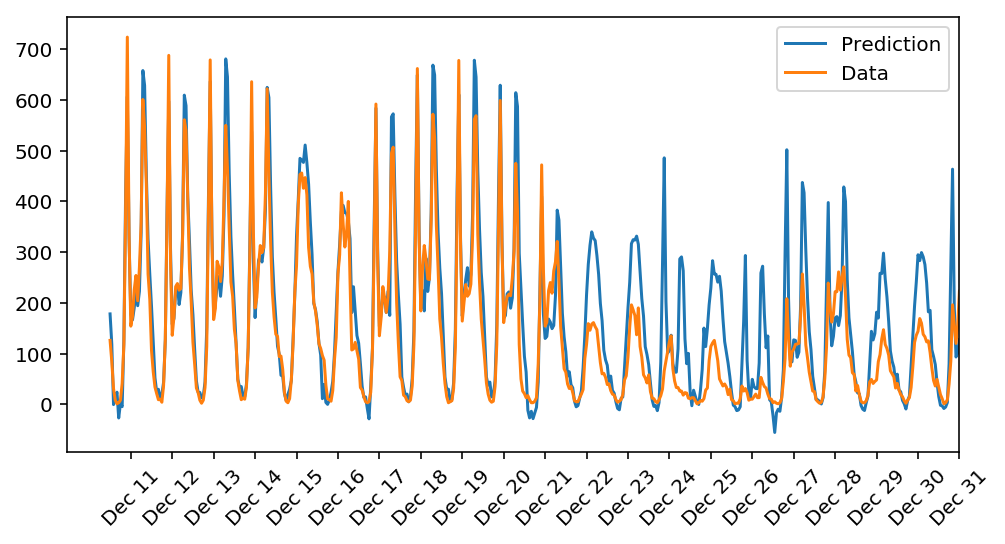 Prediction
Data
700
600
500
400
300
200
100
0
Dec 11
Dec 12
Dec 13
Dec 14
Dec 15
Dec 16
Dec 17
Dec 18
Dec 19
Dec 20
Dec 21
Dec 22
Dec 23
Dec 24
Dec 25
Dec 26
Dec 27
Dec 28
Dec 29
Dec 30
Dec 31